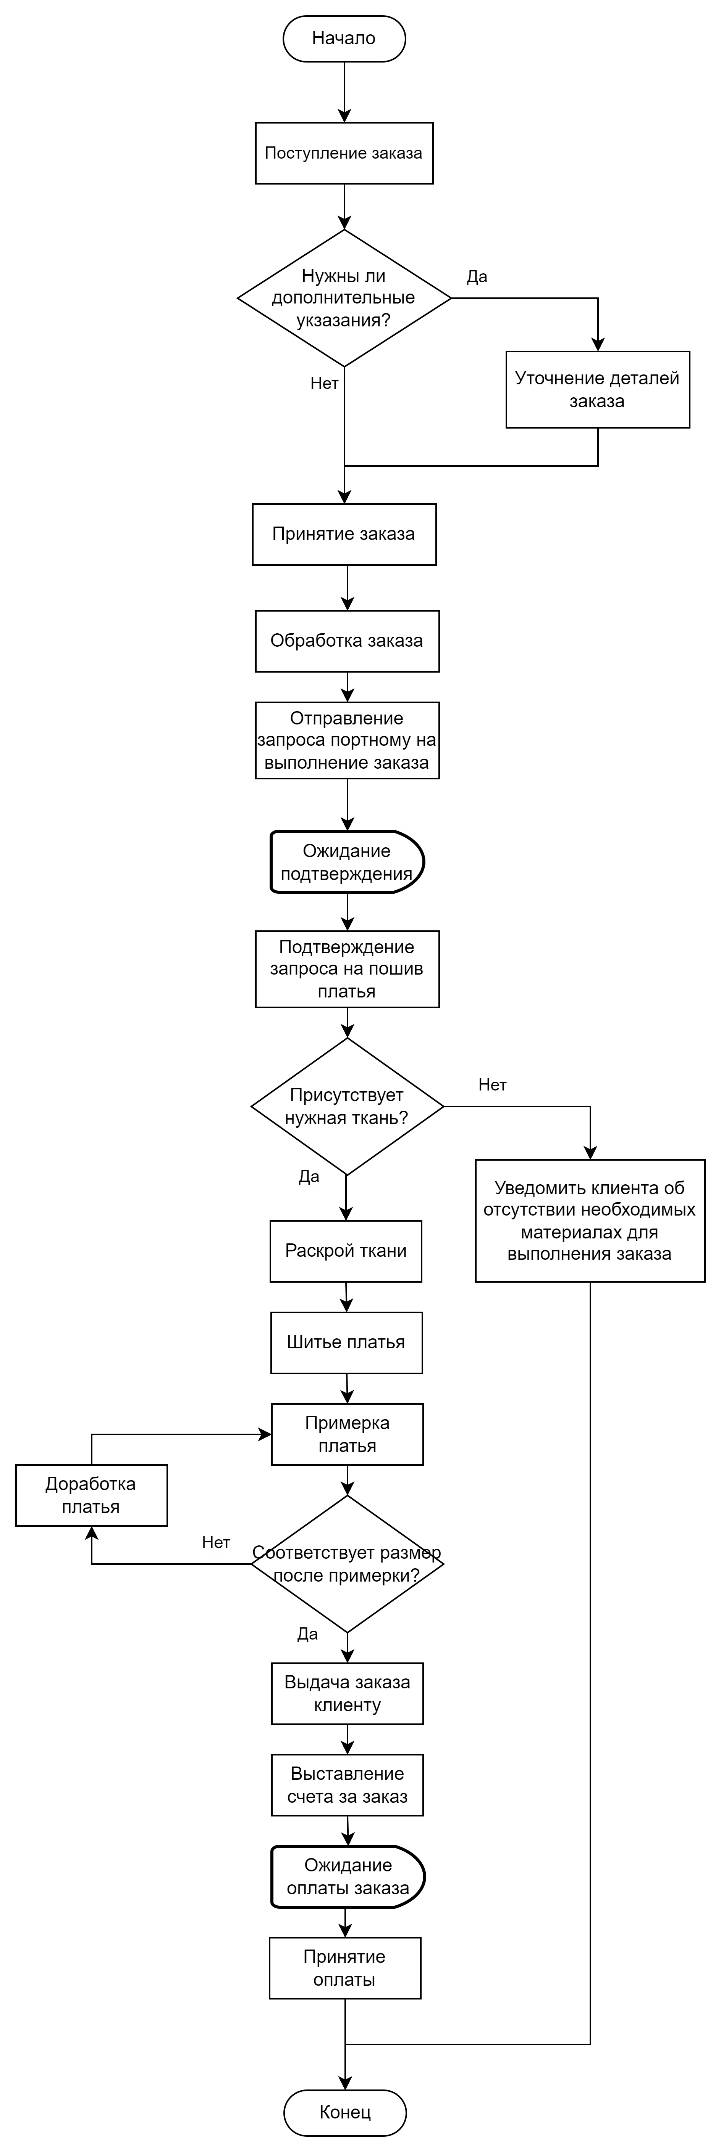 Начало
Поступление заказа
Нужны ли
дополнительные
укзазания?
Да
Нет
Уточнение деталей
заказа
Принятие заказа
Обработка заказа
Отправление
запроса портному на
выполнение заказа
Ожидание
подтверждения
Подтверждение
запроса на пошив
платья
Присутствует
нужная ткань?
Нет
Да
Уведомить клиента об
отсутствии необходимых
материалах для
выполнения заказа
Раскрой ткани
Шитье платья
Примерка
платья
Доработка
платья
Нет
Соответствует размер
после примерки?
Да
Выдача заказа
клиенту
Выставление
счета за заказ
Ожидание
оплаты заказа
Принятие
оплаты
Конец